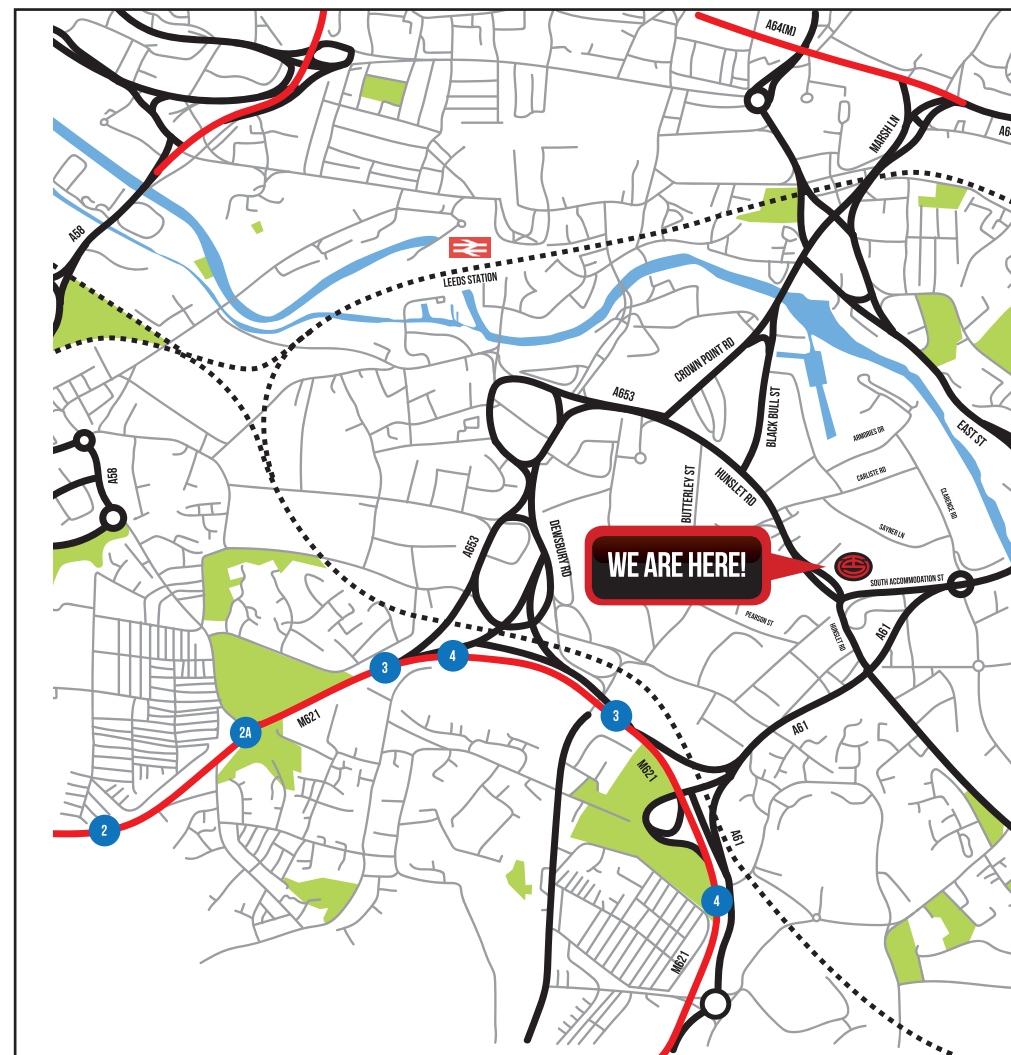 A64(M)
MARSH LN
A6
A58
LEEDS STATION
CROWN POINT RD
A653
BLACK BULL ST
ARMORIES DR
EAST ST
A58
CARLISTE RD
HUNSLET RD
BUTTERLEY ST
CLARENCE RD
SAYNER LN
A653
DEWSBURY RD
WE ARE HERE!
SOUTH ACCOMMODATION ST
PEARSON ST
HUNSLET RD
A61
4
3
M621
3
2A
A61
M621
2
A61
4
M621